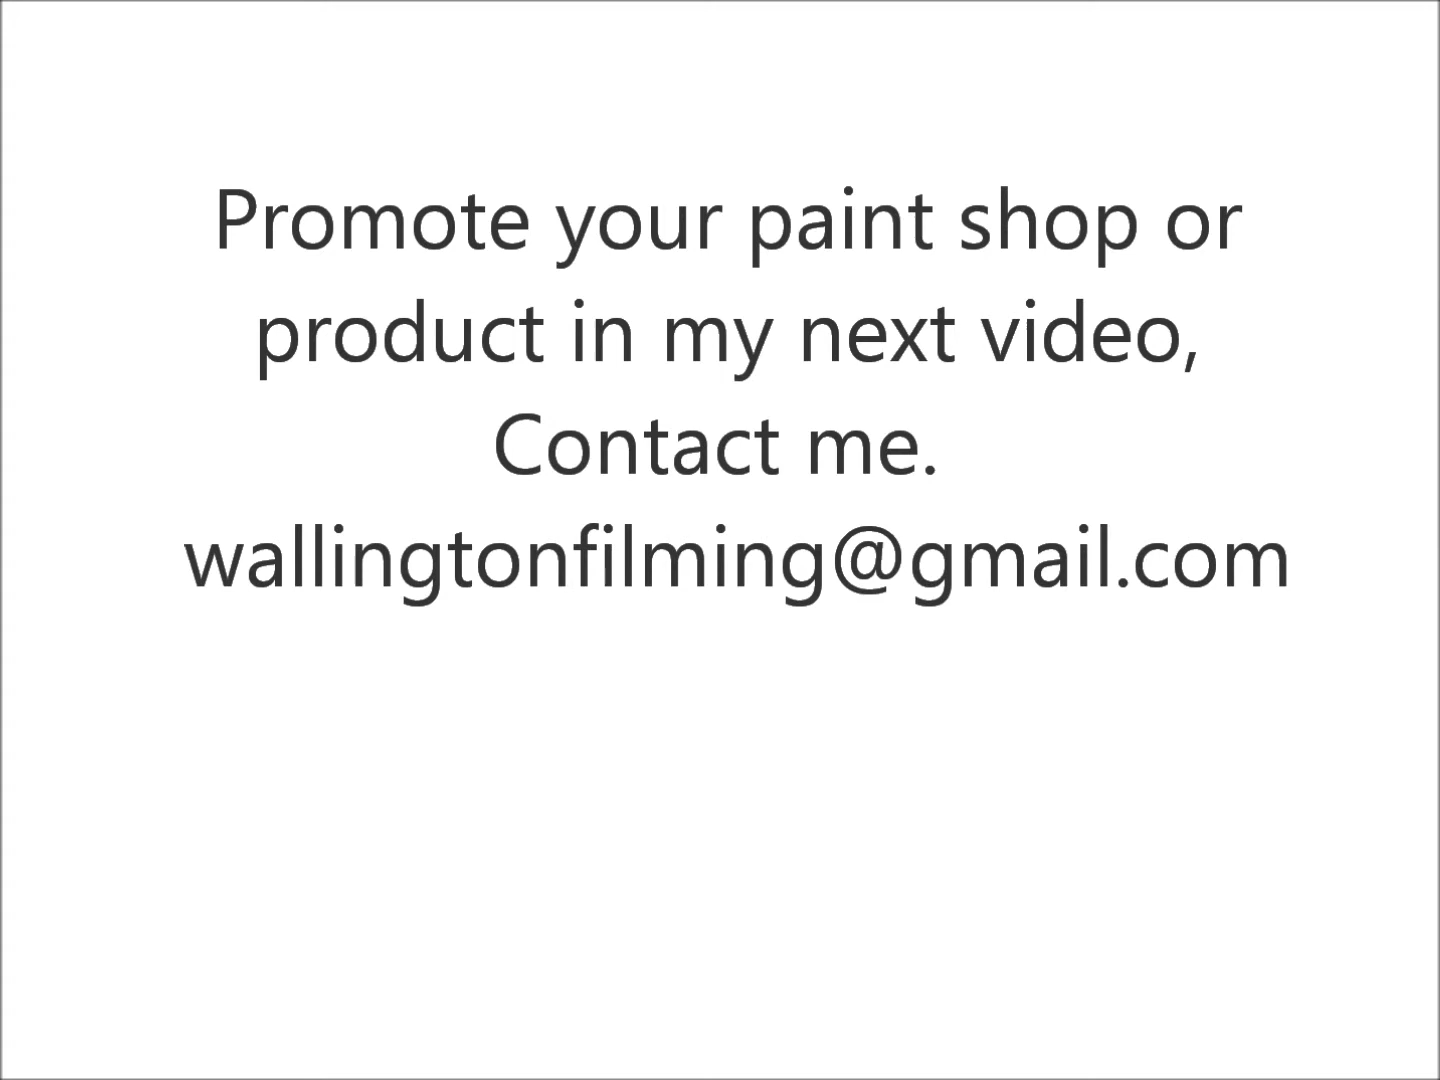 Promote your paint shop or
product in my next video,
Contact me.
wallingtonfilming@gmail.com